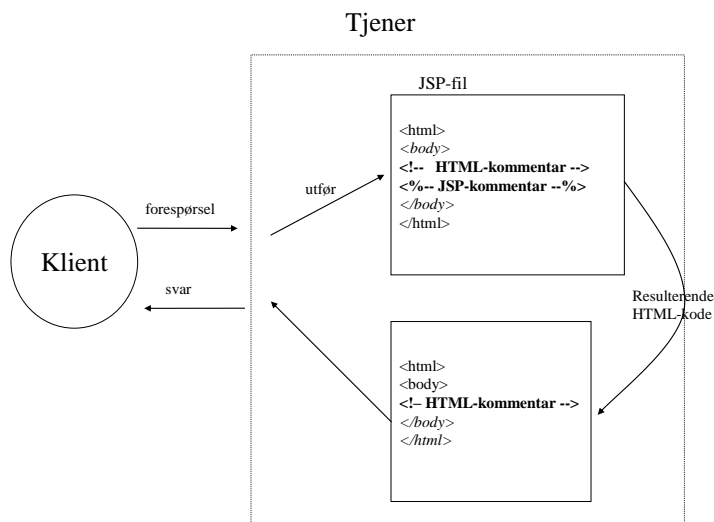 Tjener
JSP-fil
<html>
<body>
<!--   HTML-kommentar -->
<%-- JSP-kommentar --%>
</body>
</html>
utfør
forespørsel
Klient
svar
Resulterende
HTML-kode
<html>
<body>
<!– HTML-kommentar -->
</body>
</html>